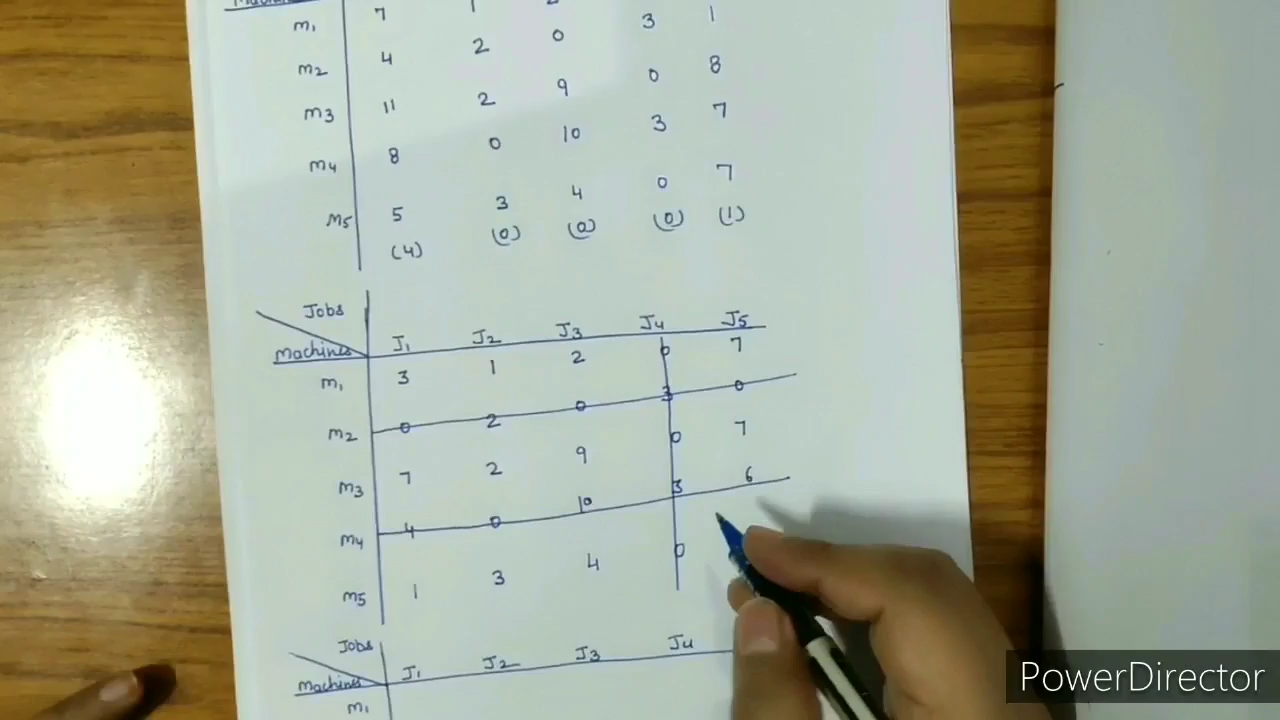 m1 7 1
m2 4 2 0 3 1
m3 11 2 9 0 8
m4 8 0 10 3 7
m5 5 3 4 0 7
(4) (0) (0) (0) (1)
Jobs
machines J1 J2 J3 J4 J5
m1 3 1 2 0 7
m2 0 2 0 3 0
m3 7 2 9 0 7
m4 4 0 10 3 6
m5 1 3 4 0
Jobs
machines J1 J2 J3 J4
m1
PowerDirector